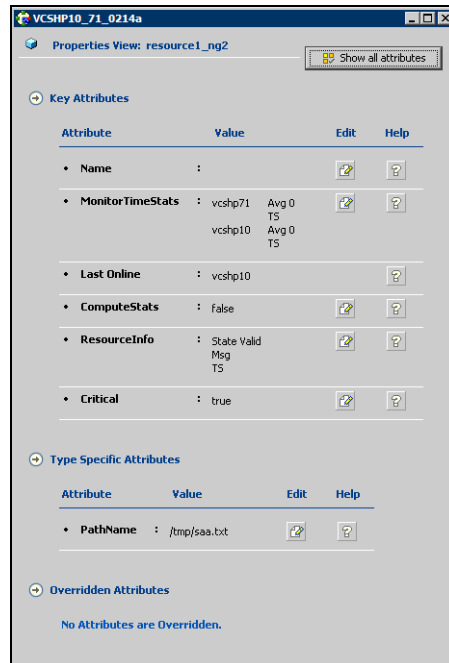 VCSHP10_71_0214a
Properties View: resource1_ng2
Show all attributes
Key Attributes
Attribute Value Edit Help
• Name :
• MonitorTimeStats : vcshp71 Avg 0
TS
vcshp10 Avg 0
TS
• Last Online : vcshp10
• ComputeStats : false
• ResourceInfo : State Valid
Msg
TS
• Critical : true
Type Specific Attributes
Attribute Value Edit Help
• PathName : /tmp/saa.txt
Overridden Attributes
No Attributes are Overridden.